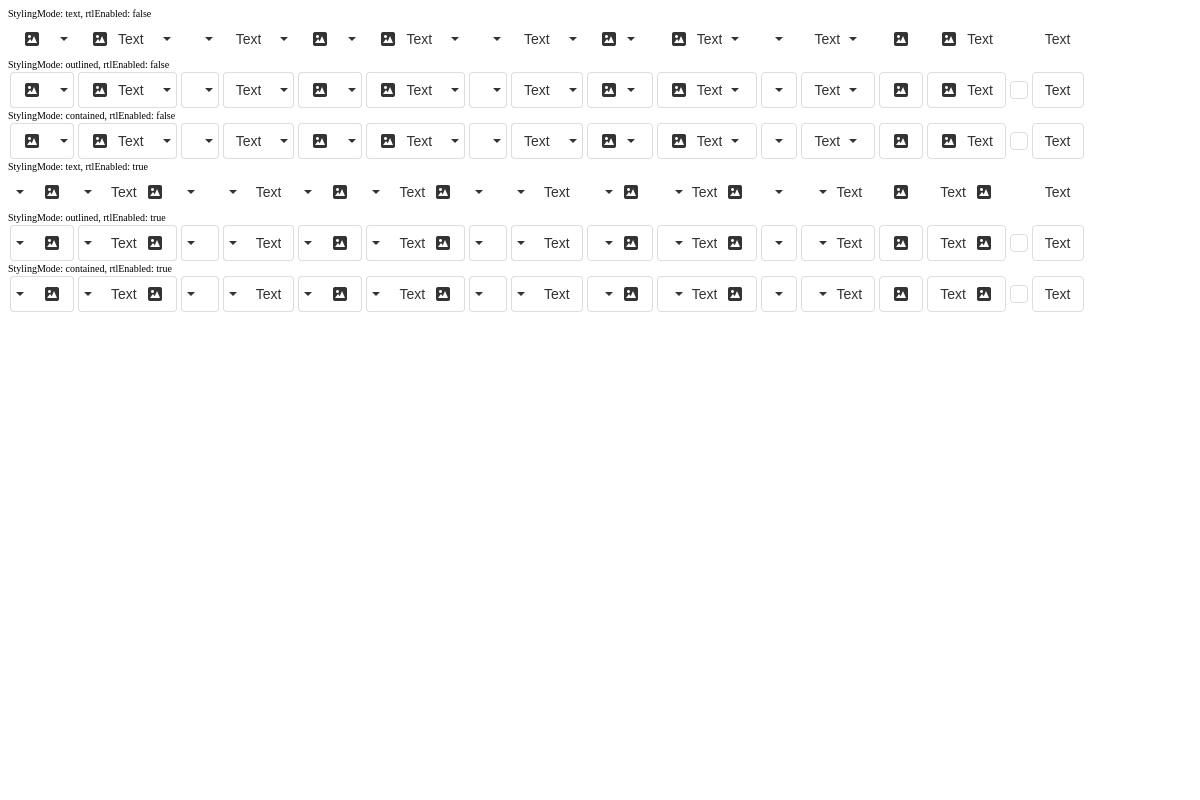 StylingMode: text, rtlEnabled: false
Text Text Text Text Text Text Text Text
StylingMode: outlined, rtlEnabled: false
Text Text Text Text Text Text Text Text
StylingMode: contained, rtlEnabled: false
Text Text Text Text Text Text Text Text
StylingMode: text, rtlEnabled: true
Text Text Text Text Text Text Text Text
StylingMode: outlined, rtlEnabled: true
Text Text Text Text Text Text Text Text
StylingMode: contained, rtlEnabled: true
Text Text Text Text Text Text Text Text